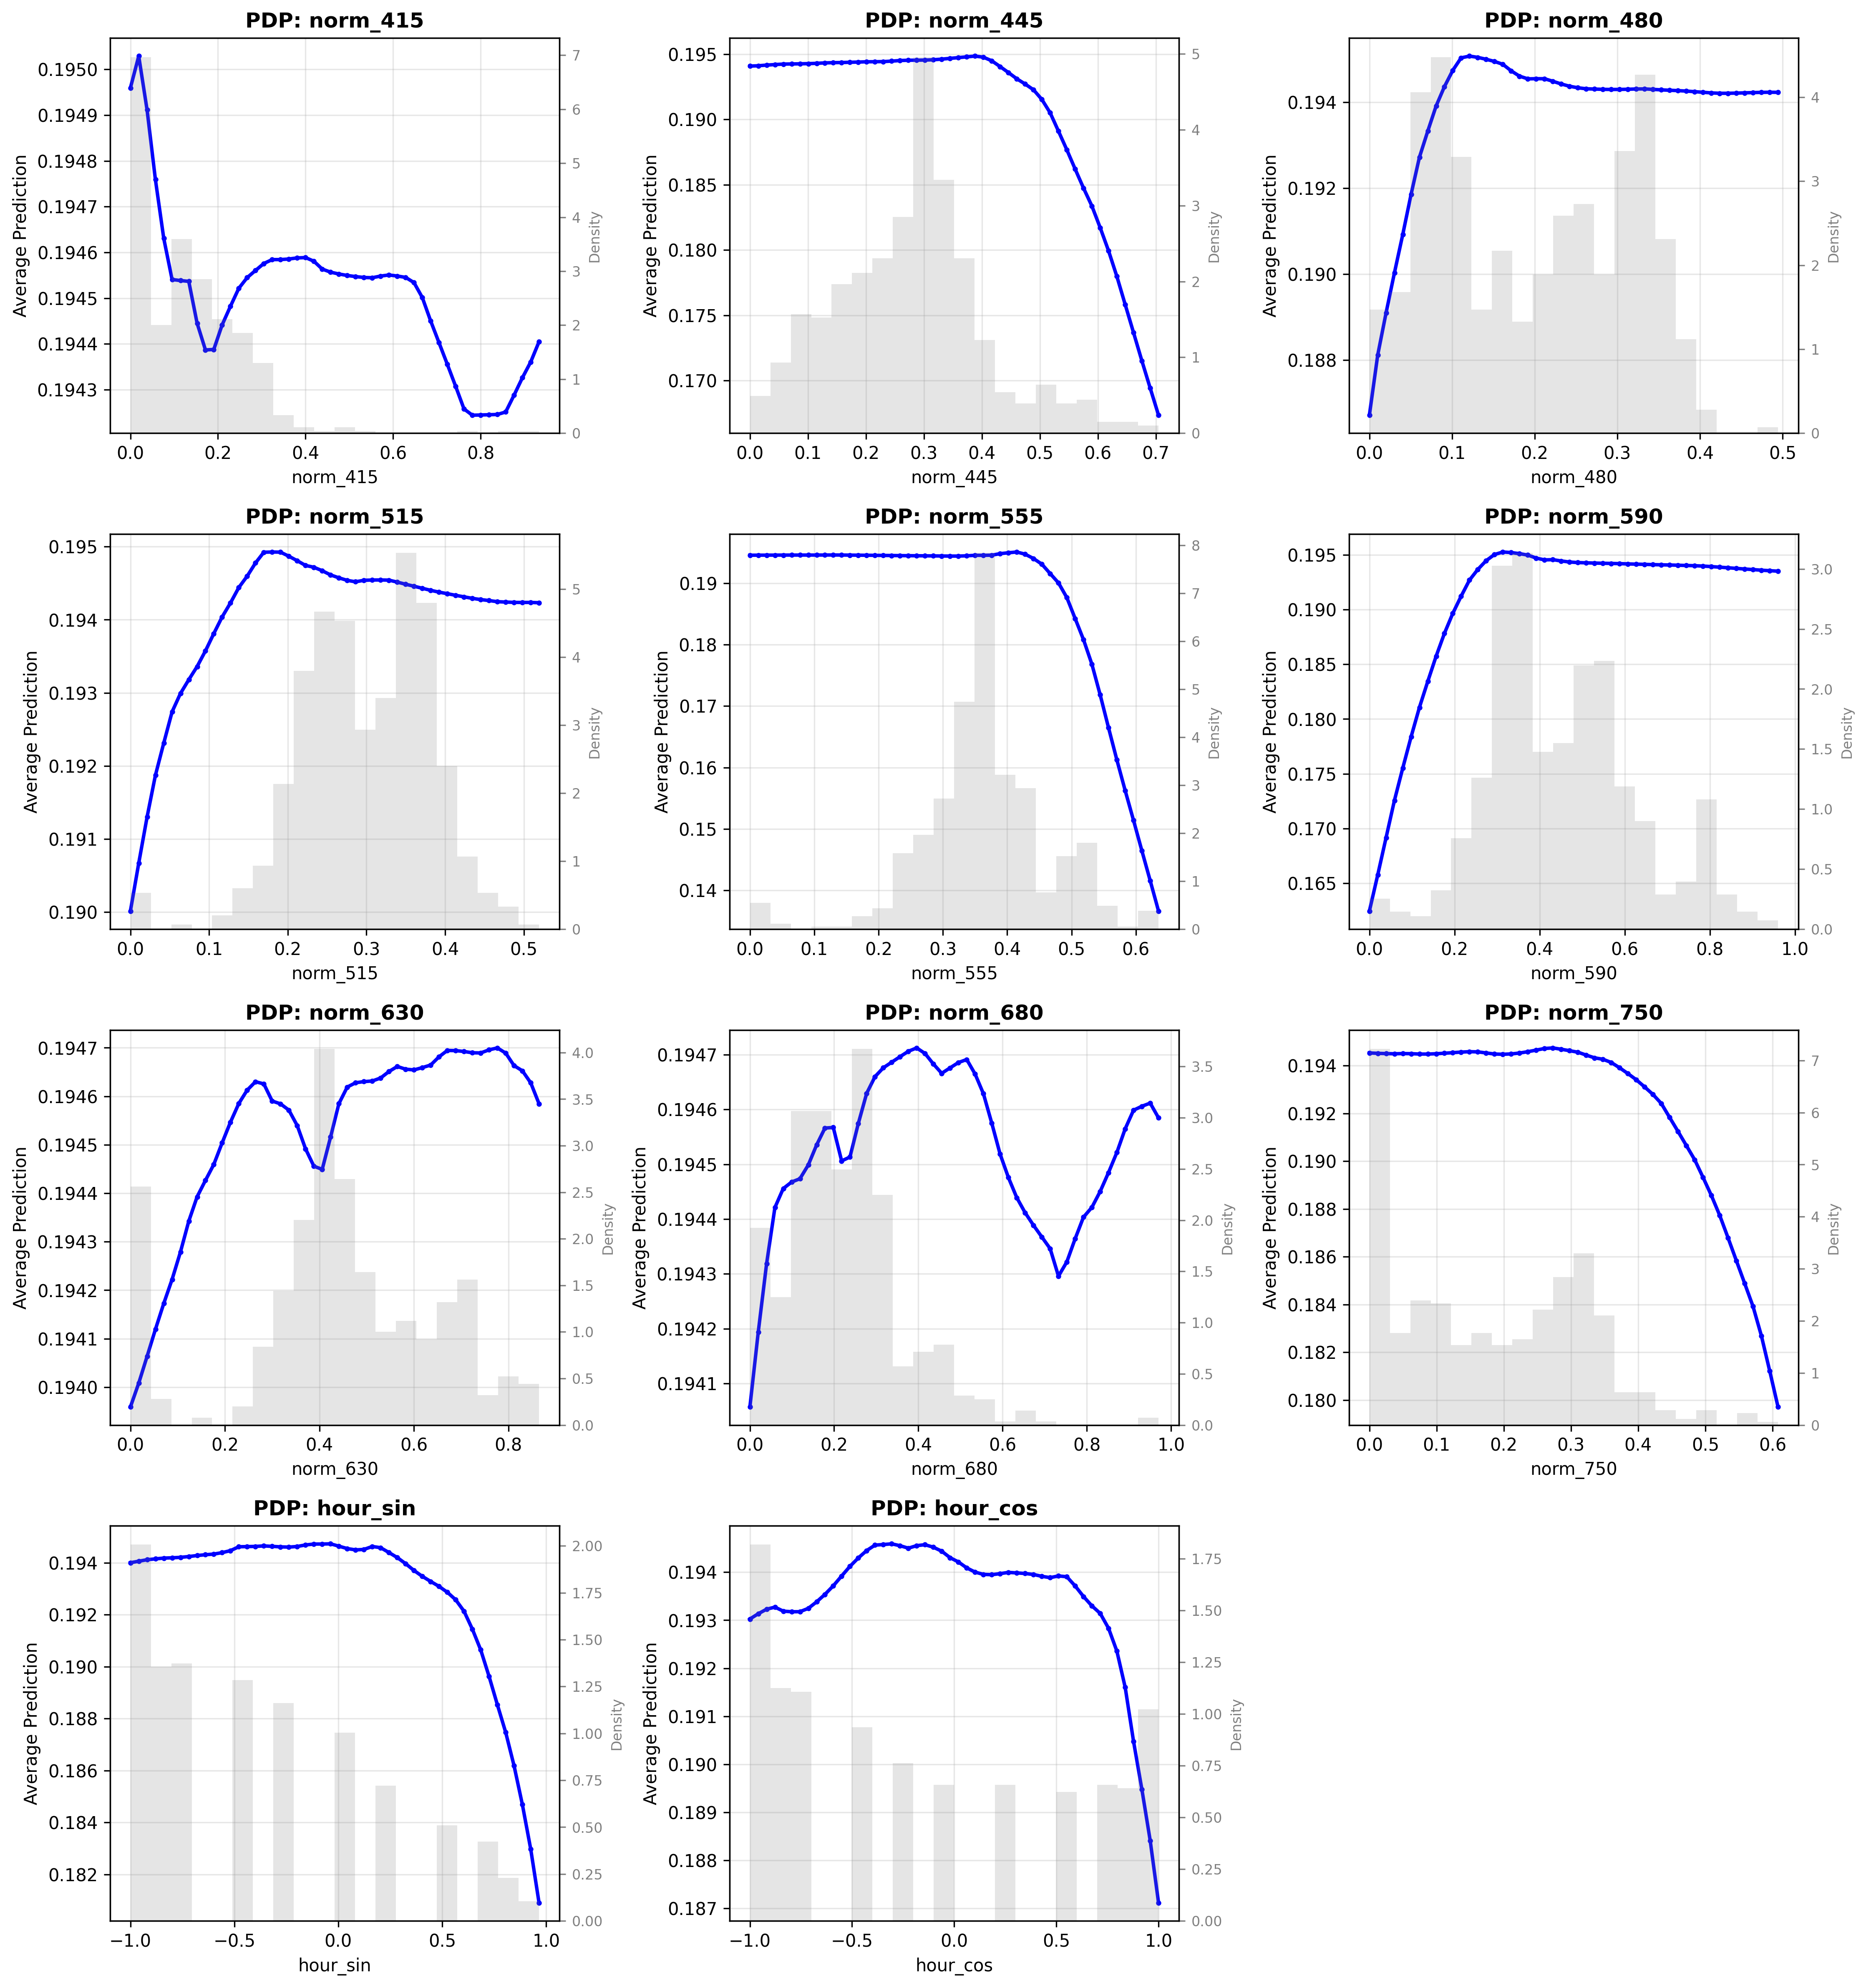 PDP: norm_415
0.1950
0.1949
0.1948
0.1947
0.1946
0.1945
0.1944
0.1943
Average Prediction
7
6
5
4
3
2
1
0
Density
0.0 0.2 0.4 0.6 0.8
norm_415
PDP: norm_445
0.195
0.190
0.185
0.180
0.175
0.170
Average Prediction
5
4
3
2
1
0
Density
0.0 0.1 0.2 0.3 0.4 0.5 0.6 0.7
norm_445
PDP: norm_480
0.194
0.192
0.190
0.188
Average Prediction
4
3
2
1
0
Density
0.0 0.1 0.2 0.3 0.4 0.5
norm_480
PDP: norm_515
0.195
0.194
0.193
0.192
0.191
0.190
Average Prediction
5
4
3
2
1
0
Density
0.0 0.1 0.2 0.3 0.4 0.5
norm_515
PDP: norm_555
0.19
0.18
0.17
0.16
0.15
0.14
Average Prediction
8
7
6
5
4
3
2
1
0
Density
0.0 0.1 0.2 0.3 0.4 0.5 0.6
norm_555
PDP: norm_590
0.195
0.190
0.185
0.180
0.175
0.170
0.165
Average Prediction
3.0
2.5
2.0
1.5
1.0
0.5
0.0
Density
0.0 0.2 0.4 0.6 0.8 1.0
norm_590
PDP: norm_630
0.1947
0.1946
0.1945
0.1944
0.1943
0.1942
0.1941
0.1940
Average Prediction
4.0
3.5
3.0
2.5
2.0
1.5
1.0
0.5
0.0
Density
0.0 0.2 0.4 0.6 0.8
norm_630
PDP: norm_680
0.1947
0.1946
0.1945
0.1944
0.1943
0.1942
0.1941
Average Prediction
3.5
3.0
2.5
2.0
1.5
1.0
0.5
0.0
Density
0.0 0.2 0.4 0.6 0.8 1.0
norm_680
PDP: norm_750
0.194
0.192
0.190
0.188
0.186
0.184
0.182
0.180
Average Prediction
7
6
5
4
3
2
1
0
Density
0.0 0.1 0.2 0.3 0.4 0.5 0.6
norm_750
PDP: hour_sin
0.194
0.192
0.190
0.188
0.186
0.184
0.182
Average Prediction
2.00
1.75
1.50
1.25
1.00
0.75
0.50
0.25
0.00
Density
−1.0 −0.5 0.0 0.5 1.0
hour_sin
PDP: hour_cos
0.194
0.193
0.192
0.191
0.190
0.189
0.188
0.187
Average Prediction
1.75
1.50
1.25
1.00
0.75
0.50
0.25
0.00
Density
−1.0 −0.5 0.0 0.5 1.0
hour_cos